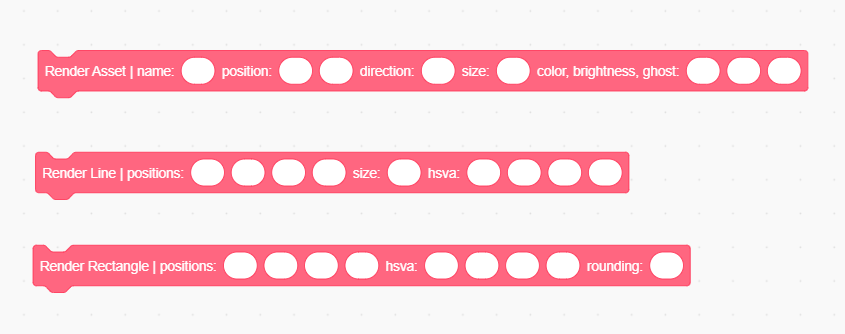 Render Asset | name: position: direction: size: color, brightness, ghost:
Render Line | positions: size: hsva:
Render Rectangle | positions: hsva: rounding: